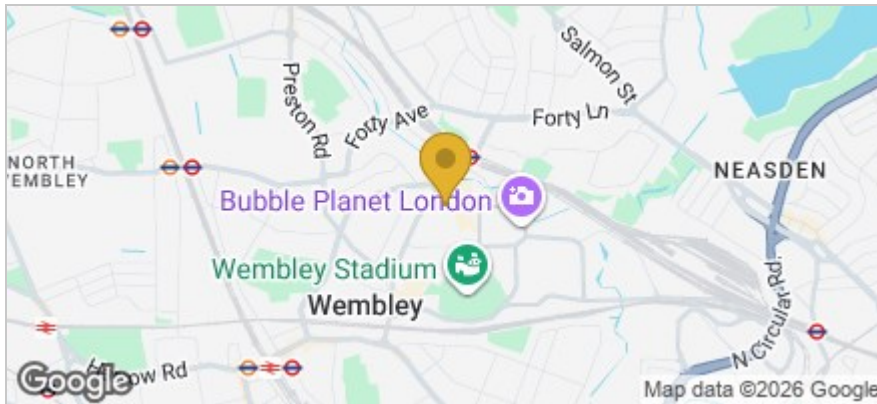 Salmon St
Preston Rd
Forty Ave
Forty Ln
NORTH
WEMBLEY
NEASDEN
Bubble Planet London
Wembley Stadium
Wembley
N Circular Rd
Rd
Google
Map data ©2026 Google